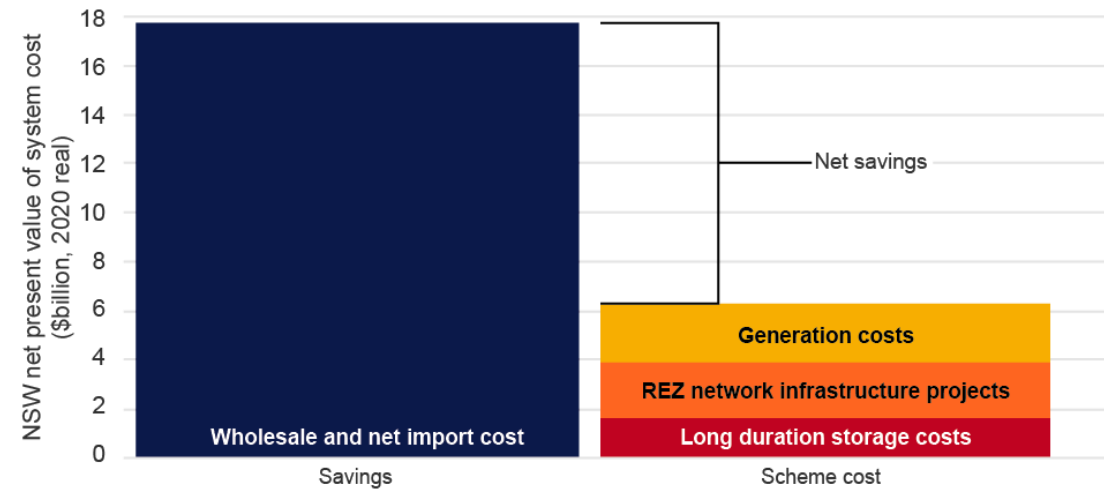 NSW net present value of system cost
($billion, 2020 real)
18
16
14
12
10
8
6
4
2
0
Net savings
Generation costs
REZ network infrastructure projects
Wholesale and net import cost
Long duration storage costs
Savings
Scheme cost